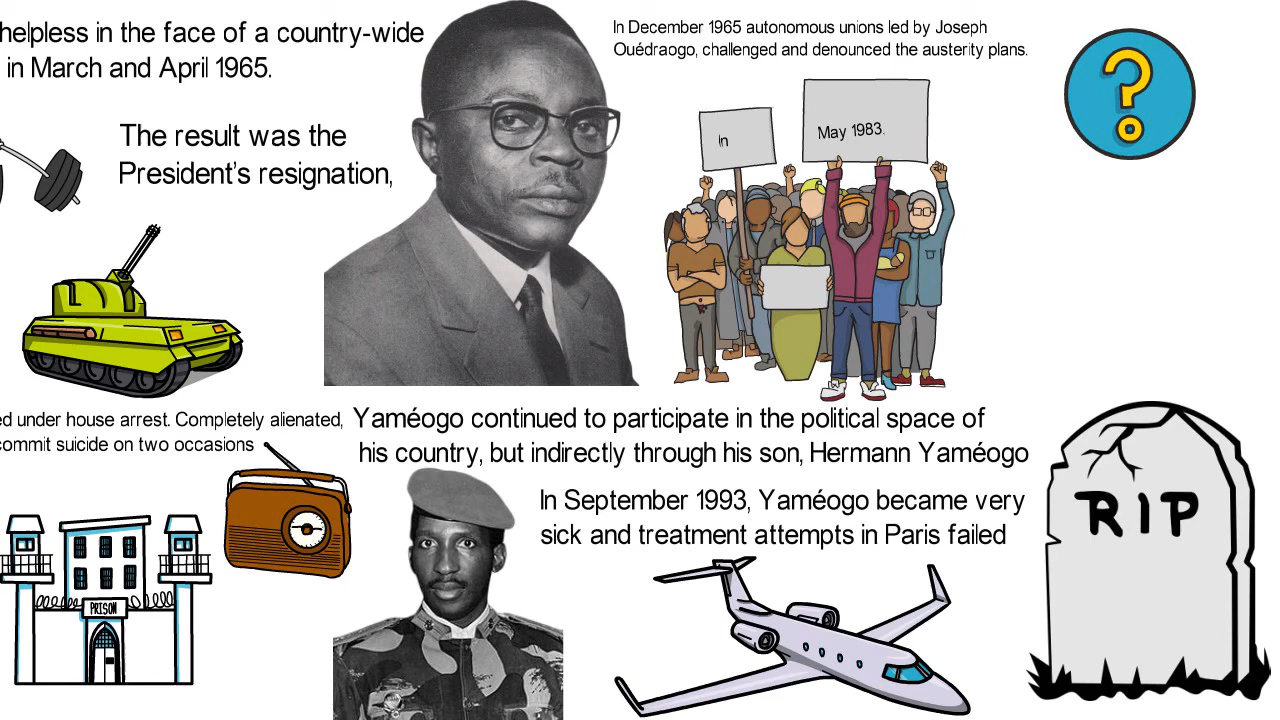 helpless in the face of a country-wide
in March and April 1965.
The result was the
President's resignation,
In December 1965 autonomous unions led by Joseph
Ouédraogo, challenged and denounced the austerity plans.
In
May 1983.
ed under house arrest. Completely alienated,
commit suicide on two occasions
Yaméogo continued to participate in the political space of
his country, but indirectly through his son, Hermann Yaméogo
In September 1993, Yaméogo became very
sick and treatment attempts in Paris failed
PRISON
RIP
?